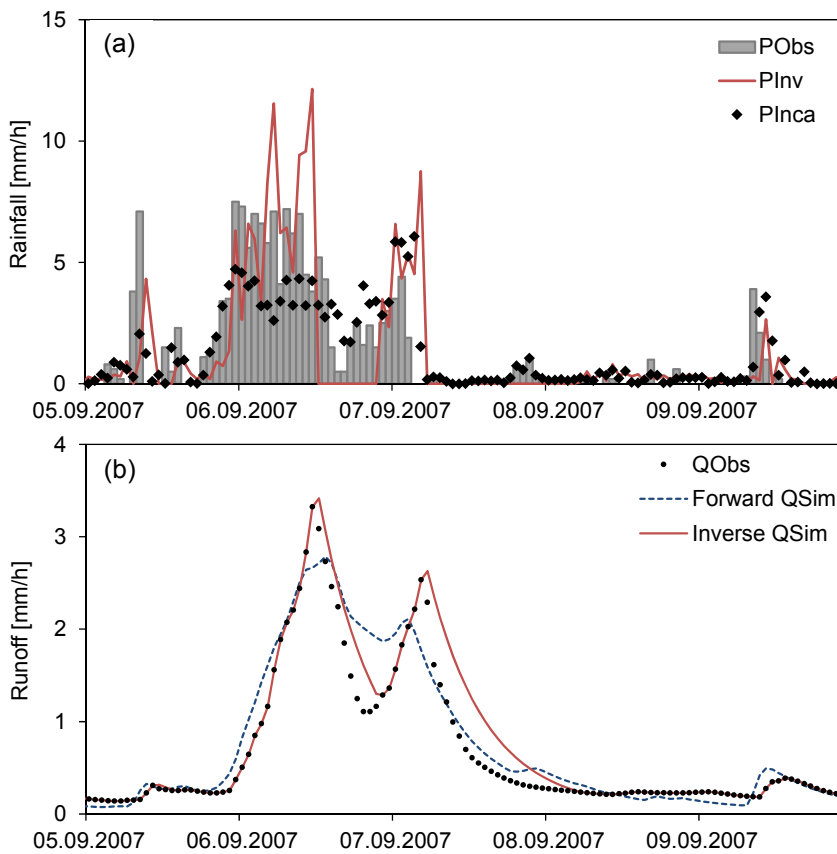 15
(a)
PObs
PInv
PInca
10
Rainfall [mm/h]
5
0
05.09.2007 06.09.2007 07.09.2007 08.09.2007 09.09.2007
4
(b)
QObs
Forward QSim
Inverse QSim
3
Runoff [mm/h]
2
1
0
05.09.2007 06.09.2007 07.09.2007 08.09.2007 09.09.2007